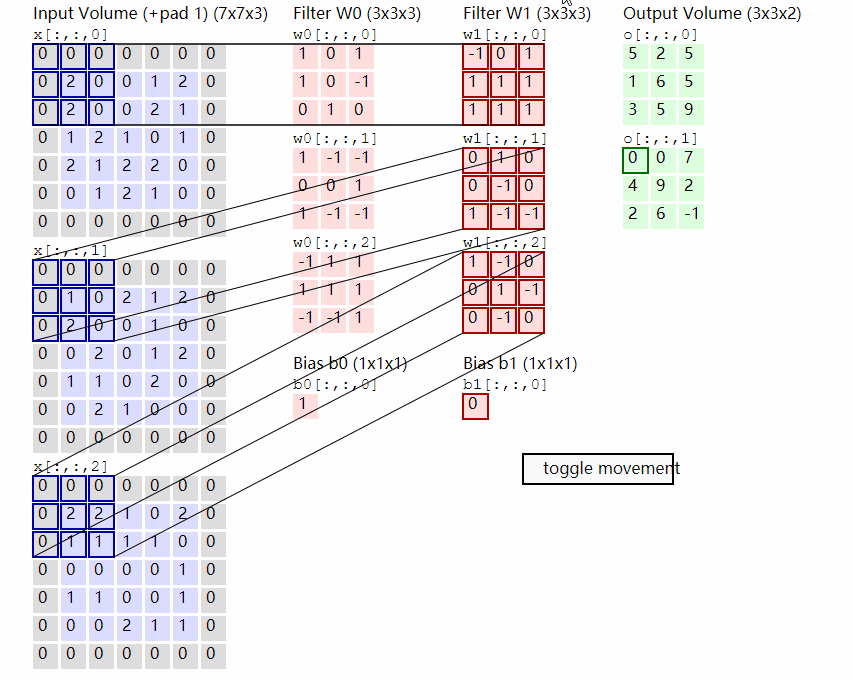 Input Volume (+pad 1) (7x7x3) Filter W0 (3x3x3) Filter W1 (3x3x3) Output Volume (3x3x2)
x[:,:,0] w0[:,:,0] w1[:,:,0] o[:,:,0]
0 0 0 0 0 0 0 1 0 1 -1 0 1 5 2 5
0 2 0 0 1 2 0 1 0 -1 1 1 1 1 6 5
0 2 0 0 2 1 0 0 1 0 1 1 1 3 5 9
0 1 2 1 0 1 0 w0[:,:,1] w1[:,:,1] o[:,:,1]
0 2 1 2 2 0 0 1 -1 -1 0 1 0 0 0 7
0 0 1 2 1 0 0 0 0 1 0 -1 0 4 9 2
0 0 0 0 0 0 0 1 -1 -1 1 -1 -1 2 6 -1
x[:,:,1] w0[:,:,2] w1[:,:,2]
0 0 0 0 0 0 0 -1 1 1 1 -1 0
0 1 0 2 1 2 0 1 1 1 0 1 -1
0 2 0 0 1 0 0 -1 -1 1 0 -1 0
0 0 2 0 1 2 0 Bias b0 (1x1x1) Bias b1 (1x1x1)
0 1 1 0 2 0 0 b0[:,:,0] b1[:,:,0]
0 0 2 1 0 0 0 1 0
0 0 0 0 0 0 0
x[:,:,2] toggle movement
0 0 0 0 0 0 0
0 2 2 1 0 2 0
0 1 1 1 1 0 0
0 0 0 0 0 1 0
0 1 1 0 0 1 0
0 0 0 2 1 1 0
0 0 0 0 0 0 0